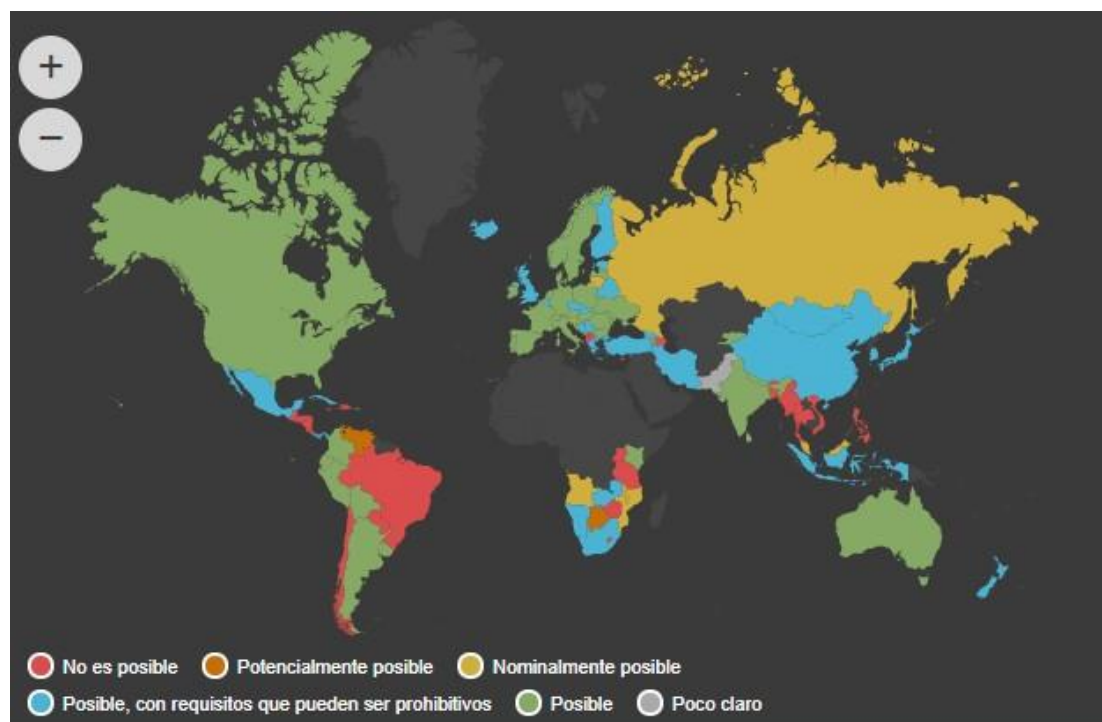 +
−
No es posible Potencialmente posible Nominalmente posible
Posible, con requisitos que pueden ser prohibitivos Posible Poco claro